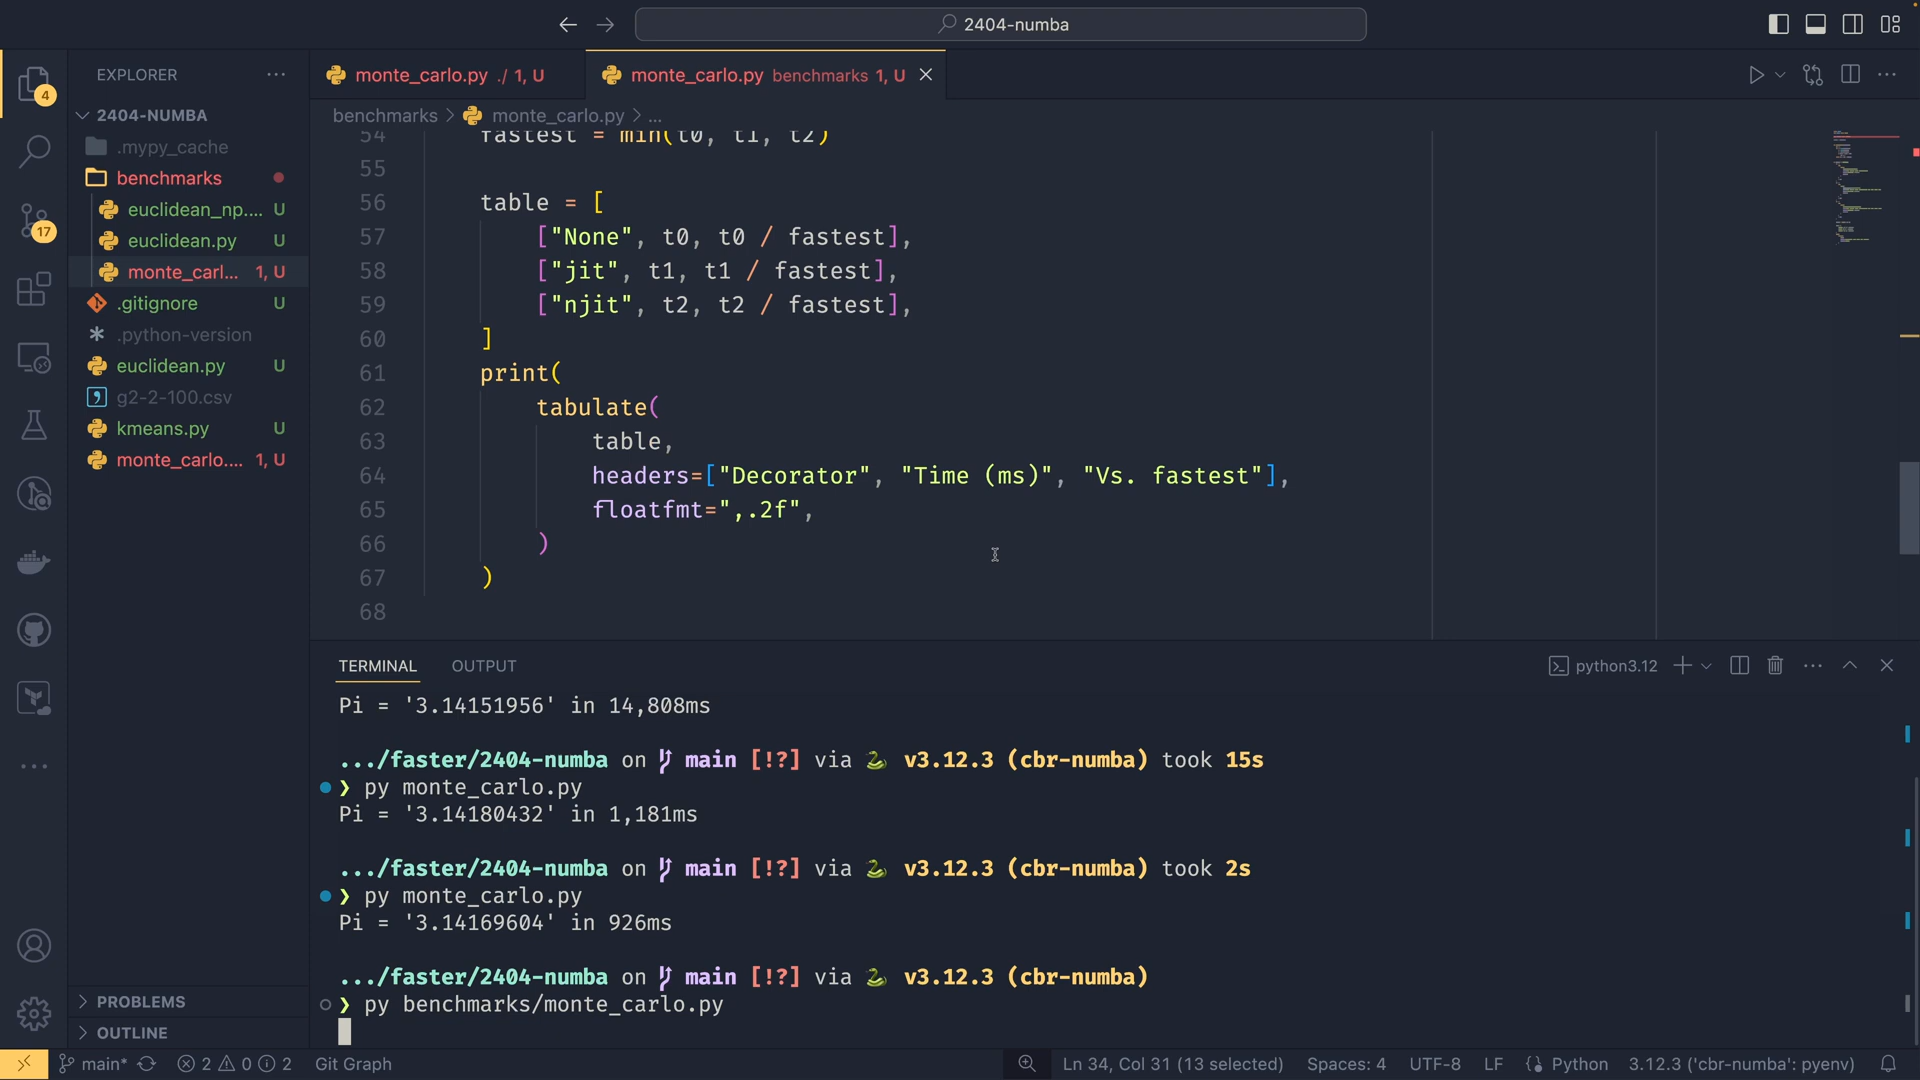 2404-numba
EXPLORER
4
17
2404-NUMBA
.mypy_cache
benchmarks
euclidean_np.... U
euclidean.py U
monte_carl... 1, U
.gitignore U
.python-version
euclidean.py U
g2-2-100.csv
kmeans.py U
monte_carlo.... 1, U
PROBLEMS
OUTLINE
monte_carlo.py ./ 1, U
monte_carlo.py benchmarks 1, U
benchmarks > monte_carlo.py > ...
54 fastest = min(t0, t1, t2)
55
56 table = [
57 ["None", t0, t0 / fastest],
58 ["jit", t1, t1 / fastest],
59 ["njit", t2, t2 / fastest],
60 ]
61 print(
62 tabulate(
63 table,
64 headers=["Decorator", "Time (ms)", "Vs. fastest"],
65 floatfmt=",.2f",
66 )
67 )
68
TERMINAL OUTPUT
python3.12
Pi = '3.14151956' in 14,808ms
.../faster/2404-numba on main [!?] via v3.12.3 (cbr-numba) took 15s
❯ py monte_carlo.py
Pi = '3.14180432' in 1,181ms
.../faster/2404-numba on main [!?] via v3.12.3 (cbr-numba) took 2s
❯ py monte_carlo.py
Pi = '3.14169604' in 926ms
.../faster/2404-numba on main [!?] via v3.12.3 (cbr-numba)
❯ py benchmarks/monte_carlo.py
main* 2 0 2 Git Graph
Ln 34, Col 31 (13 selected) Spaces: 4 UTF-8 LF Python 3.12.3 ('cbr-numba': pyenv)